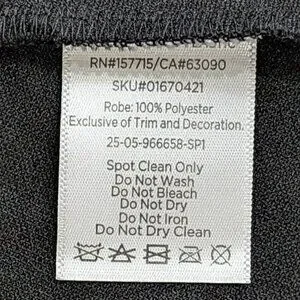 RN#157715/CA#63090
SKU#01670421
Robe: 100% Polyester
Exclusive of Trim and Decoration.
25-05-966658-SP1
Spot Clean Only
Do Not Wash
Do Not Bleach
Do Not Dry
Do Not Iron
Do Not Dry Clean